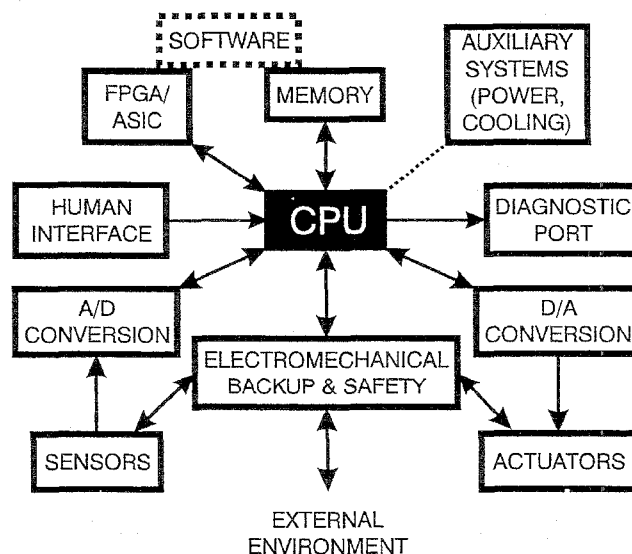 SOFTWARE
AUXILIARY
SYSTEMS
(POWER,
COOLING)
FPGA/
ASIC
MEMORY
HUMAN
INTERFACE
CPU
DIAGNOSTIC
PORT
A/D
CONVERSION
D/A
CONVERSION
ELECTROMECHANICAL
BACKUP & SAFETY
SENSORS
ACTUATORS
EXTERNAL
ENVIRONMENT